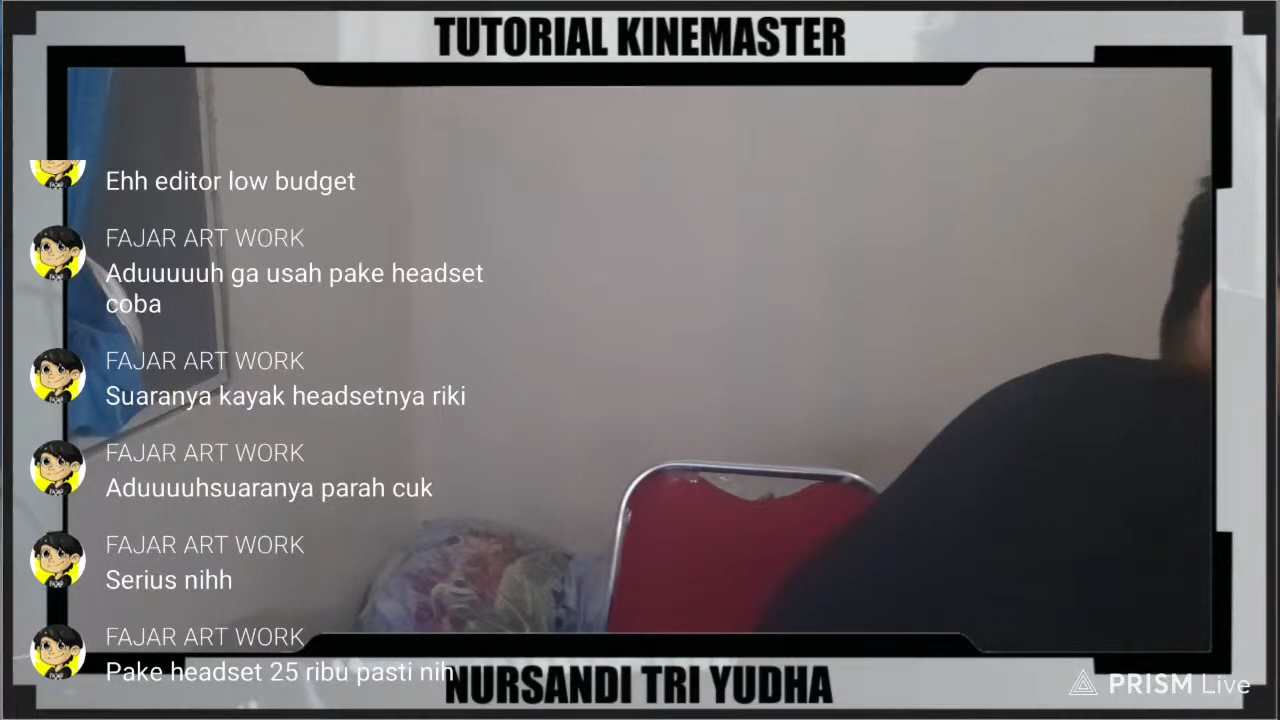 TUTORIAL KINEMASTER
Ehh editor low budget
FAJAR ART WORK
Aduuuuuh ga usah pake headset
coba
FAJAR ART WORK
Suaranya kayak headsetnya riki
FAJAR ART WORK
Aduuuuhsuaranya parah cuk
FAJAR ART WORK
Serius nihh
FAJAR ART WORK
Pake headset 25 ribu pasti nih
NURSANDI TRI YUDHA
PRISM Live